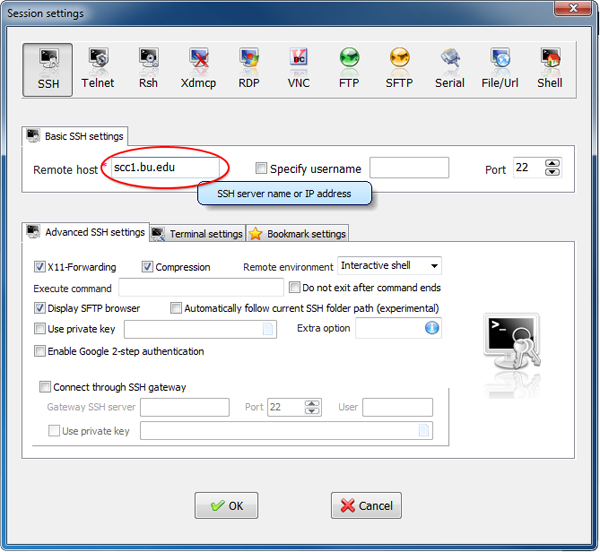 Session settings
SSH Telnet Rsh Xdmcp RDP VNC FTP SFTP Serial File/Url Shell
Basic SSH settings
Remote host * scc1.bu.edu Specify username Port 22
SSH server name or IP address
Advanced SSH settings Terminal settings Bookmark settings
X11-Forwarding Compression Remote environment Interactive shell
Execute command Do not exit after command ends
Display SFTP browser Automatically follow current SSH folder path (experimental)
Use private key Extra option
Enable Google 2-step authentication
Connect through SSH gateway
Gateway SSH server Port 22 User
Use private key
OK Cancel